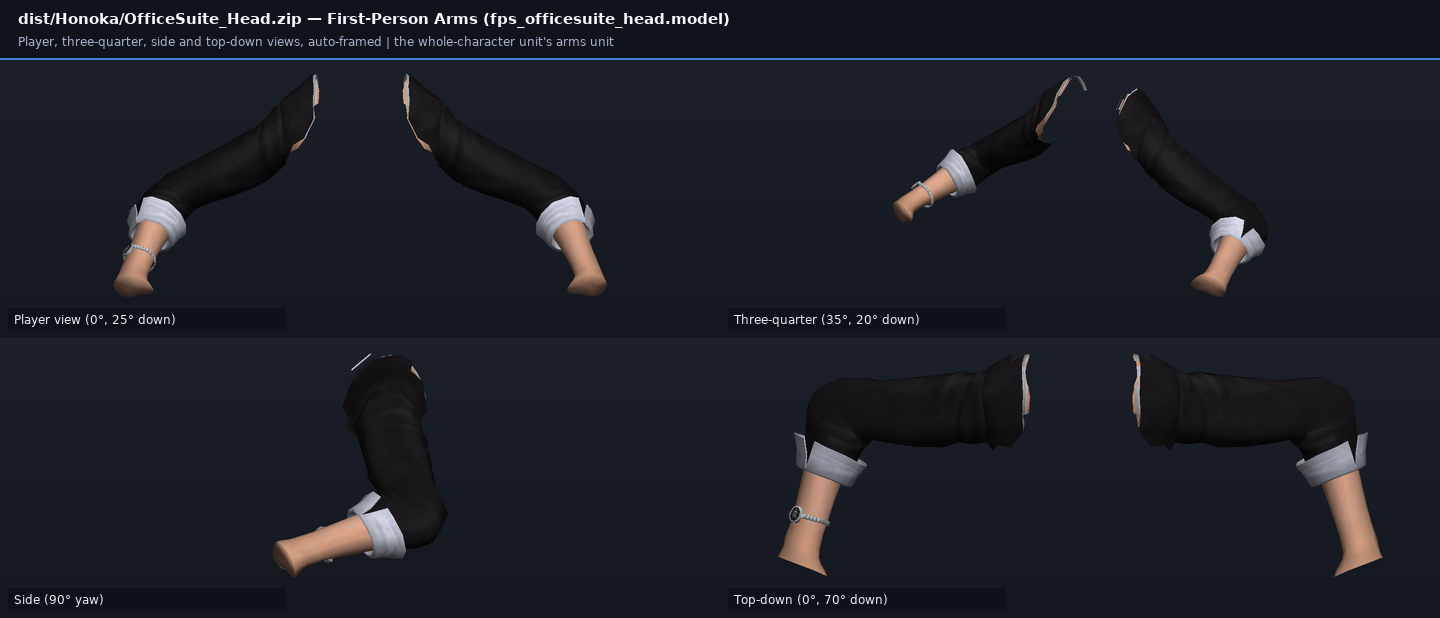 dist/Honoka/OfficeSuite_Head.zip — First-Person Arms (fps_officesuite_head.model)
Player, three-quarter, side and top-down views, auto-framed | the whole-character unit's arms unit
Player view (0°, 25° down)
Three-quarter (35°, 20° down)
Side (90° yaw)
Top-down (0°, 70° down)